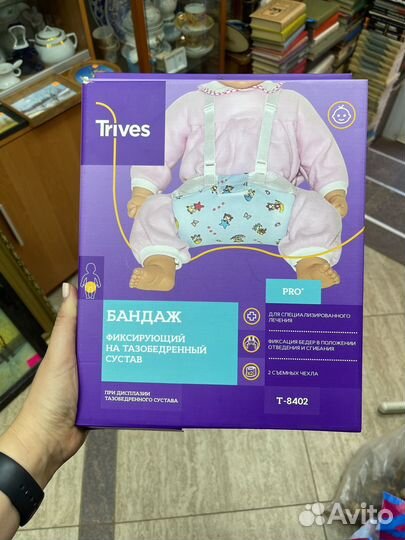 Trives
PRO+
БАНДАЖ
ФИКСИРУЮЩИЙ
НА ТАЗОБЕДРЕННЫЙ
СУСТАВ
ПРИ ДИСПЛАЗИИ
ТАЗОБЕДРЕННОГО СУСТАВА
ДЛЯ СПЕЦИАЛИЗИРОВАННОГО
ЛЕЧЕНИЯ
ФИКСАЦИЯ БЕДЕР В ПОЛОЖЕНИИ
ОТВЕДЕНИЯ И СГИБАНИЯ
2 СЪЕМНЫХ ЧЕХЛА
Т-8402
Avito